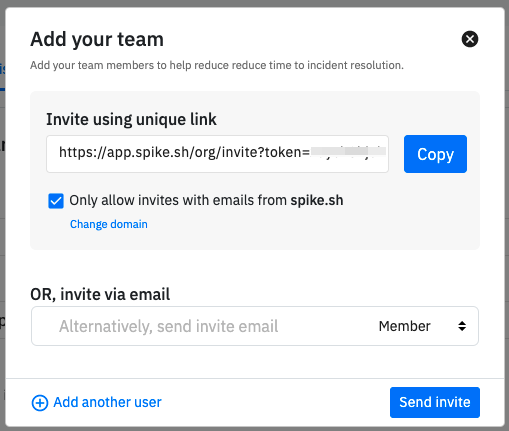 Add your team
Add your team members to help reduce reduce time to incident resolution.
Invite using unique link
https://app.spike.sh/org/invite?token=
Copy
Only allow invites with emails from spike.sh
Change domain
OR, invite via email
Alternatively, send invite email
Member
Add another user
Send invite